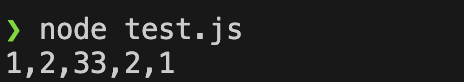 ❯ node test.js
1,2,33,2,1